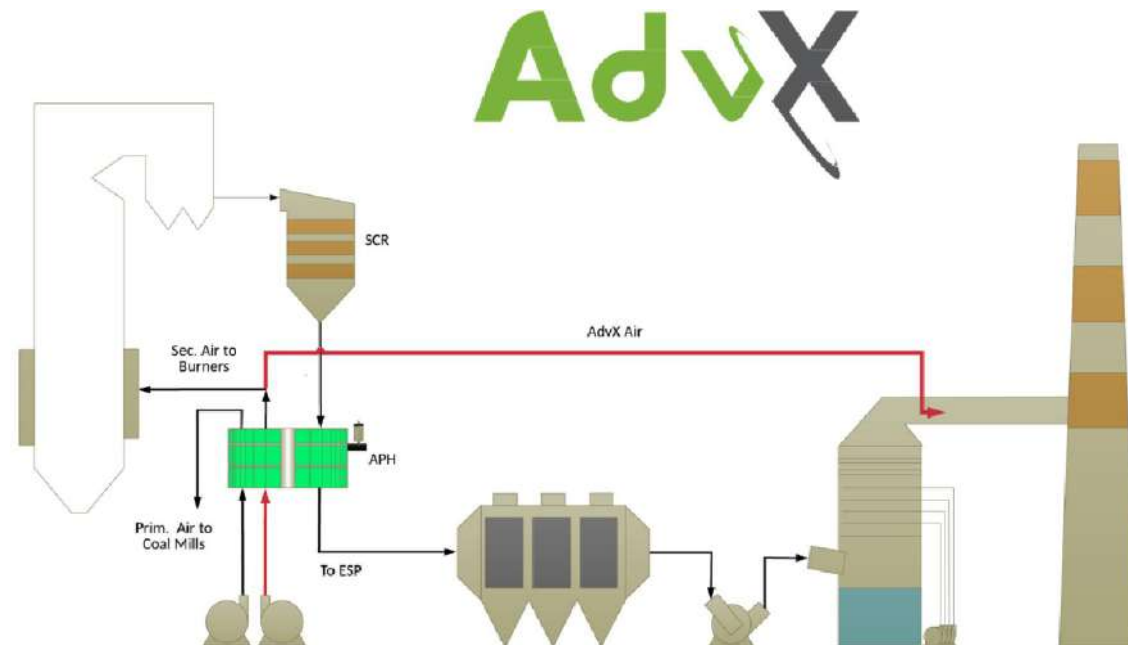 AdvX
SCR
AdvX Air
Sec. Air to
Burners
APH
Prim. Air to
Coal Mills
To ESP